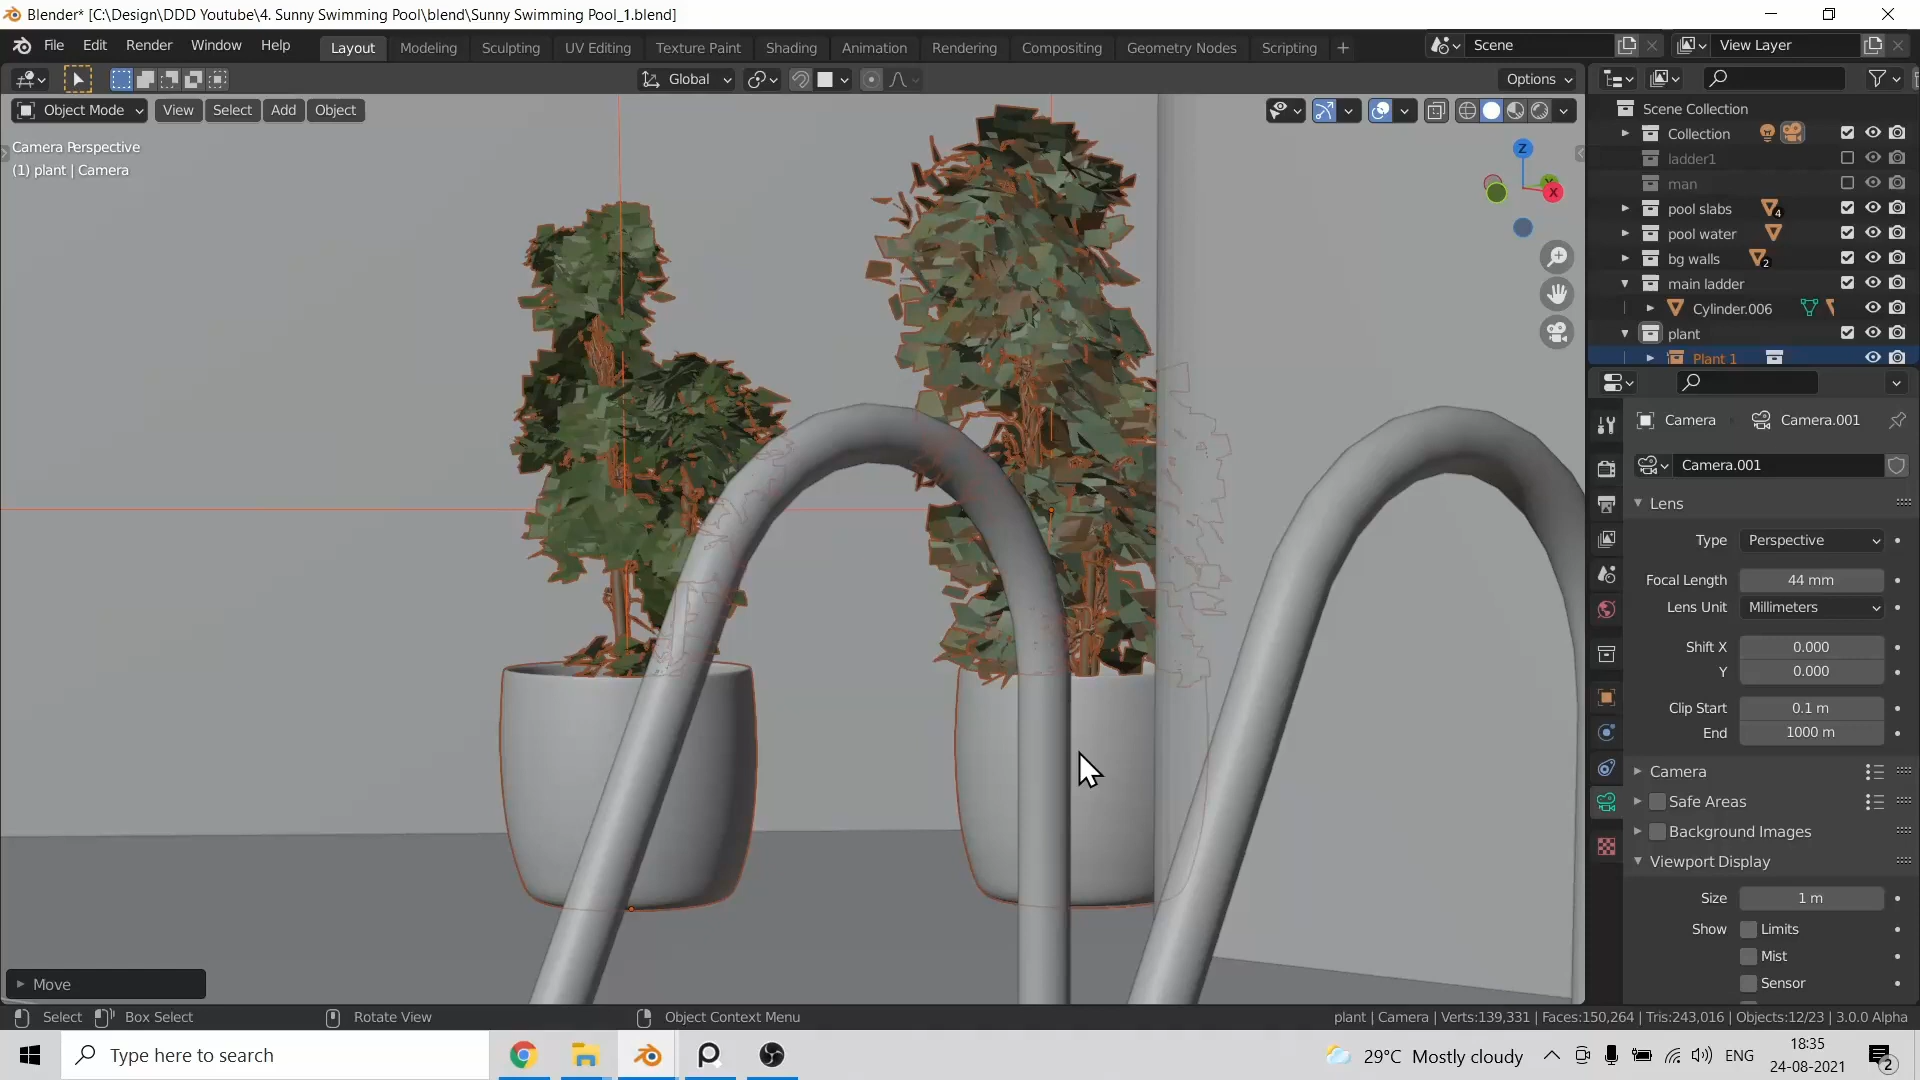 Blender* [C:\Design\DDD Youtube\4. Sunny Swimming Pool\blend\Sunny Swimming Pool_1.blend]
File Edit Render Window Help
Layout Modeling Sculpting UV Editing Texture Paint Shading Animation Rendering Compositing Geometry Nodes Scripting +
Scene
View Layer
Global
Options
Object Mode View Select Add Object
Camera Perspective
(1) plant | Camera
Z
Y
X
Scene Collection
Collection
ladder1
man
pool slabs 4
pool water
bg walls 2
main ladder
Cylinder.006
plant
Plant 1
Camera Camera.001
Camera.001
Lens
Type Perspective
Focal Length 44 mm
Lens Unit Millimeters
Shift X 0.000
Y 0.000
Clip Start 0.1 m
End 1000 m
Camera
Safe Areas
Background Images
Viewport Display
Size 1 m
Show Limits
Mist
Sensor
Move
Select Box Select Rotate View Object Context Menu
plant | Camera | Verts:139,331 | Faces:150,264 | Tris:243,016 | Objects:12/23 | 3.0.0 Alpha
Type here to search
29°C Mostly cloudy
ENG
18:35
24-08-2021
2